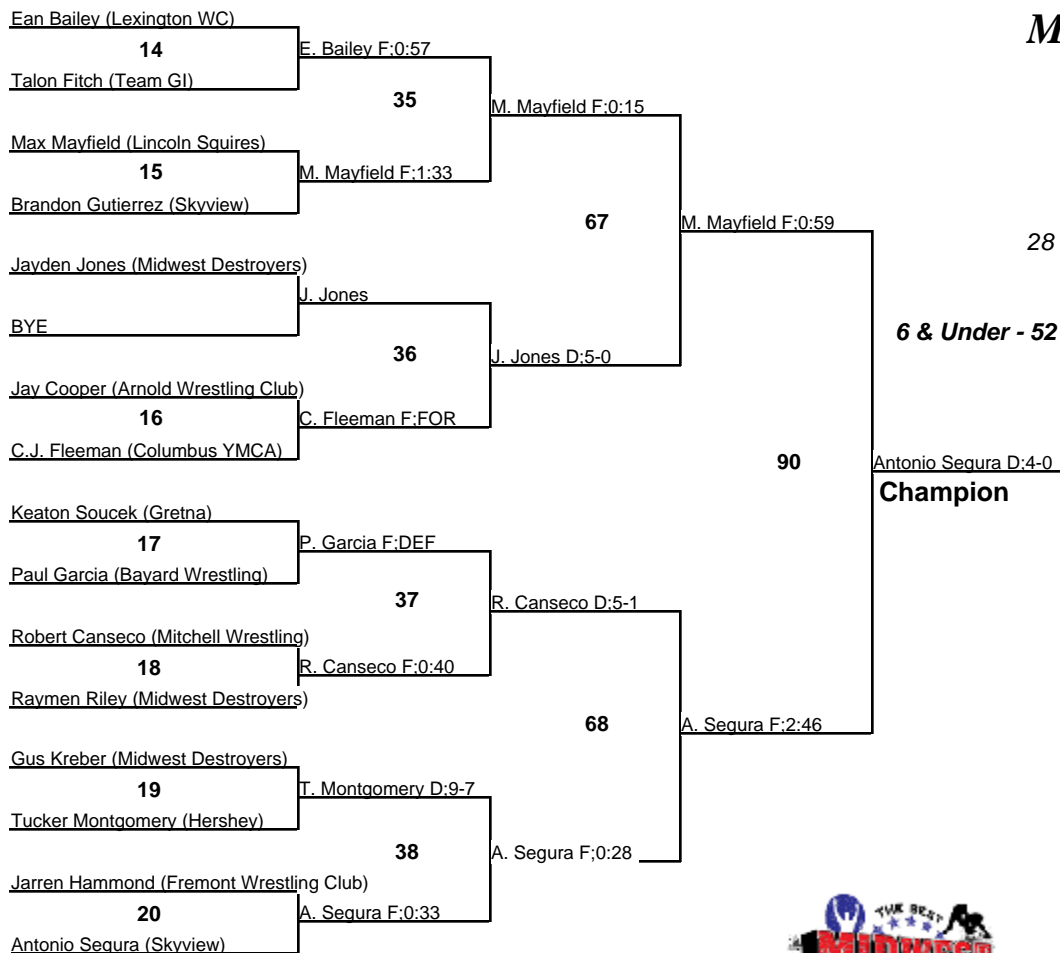 Ean Bailey (Lexington WC)
M
14
E. Bailey F;0:57
Talon Fitch (Team GI)
35
M. Mayfield F;0:15
Max Mayfield (Lincoln Squires)
15
M. Mayfield F;1:33
Brandon Gutierrez (Skyview)
67
M. Mayfield F;0:59
28
Jayden Jones (Midwest Destroyers)
J. Jones
BYE
6 & Under - 52
36
J. Jones D;5-0
Jay Cooper (Arnold Wrestling Club)
16
C. Fleeman F;FOR
C.J. Fleeman (Columbus YMCA)
90
Antonio Segura D;4-0
Champion
Keaton Soucek (Gretna)
17
P. Garcia F;DEF
Paul Garcia (Bayard Wrestling)
37
R. Canseco D;5-1
Robert Canseco (Mitchell Wrestling)
18
R. Canseco F;0:40
Raymen Riley (Midwest Destroyers)
68
A. Segura F;2:46
Gus Kreber (Midwest Destroyers)
19
T. Montgomery D;9-7
Tucker Montgomery (Hershey)
38
A. Segura F;0:28
Jarren Hammond (Fremont Wrestling Club)
20
A. Segura F;0:33
Antonio Segura (Skyview)
THE BEST
MIDWEST